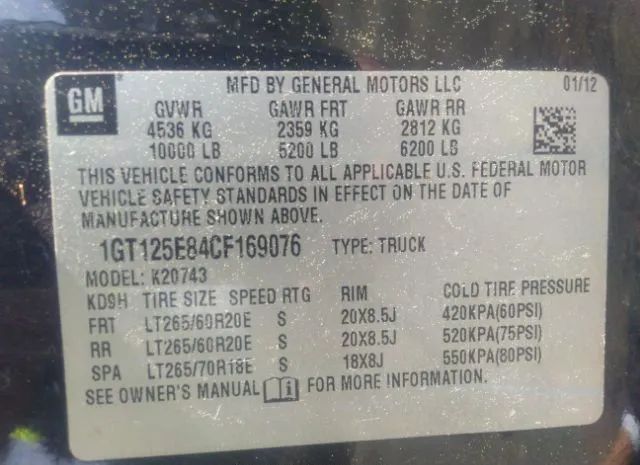 GM
MFD BY GENERAL MOTORS LLC 01/12
GVWR GAWR FRT GAWR RR
4536 KG 2359 KG 2812 KG
10000 LB 5200 LB 6200 LB
THIS VEHICLE CONFORMS TO ALL APPLICABLE U.S. FEDERAL MOTOR
VEHICLE SAFETY STANDARDS IN EFFECT ON THE DATE OF
MANUFACTURE SHOWN ABOVE.
1GT125E84CF169076 TYPE: TRUCK
MODEL: K20743
KD9H TIRE SIZE SPEED RTG RIM COLD TIRE PRESSURE
FRT LT265/60R20E S 20X8.5J 420KPA(60PSI)
RR LT265/60R20E S 20X8.5J 520KPA(75PSI)
SPA LT265/70R18E S 18X8J 550KPA(80PSI)
SEE OWNER'S MANUAL i FOR MORE INFORMATION.